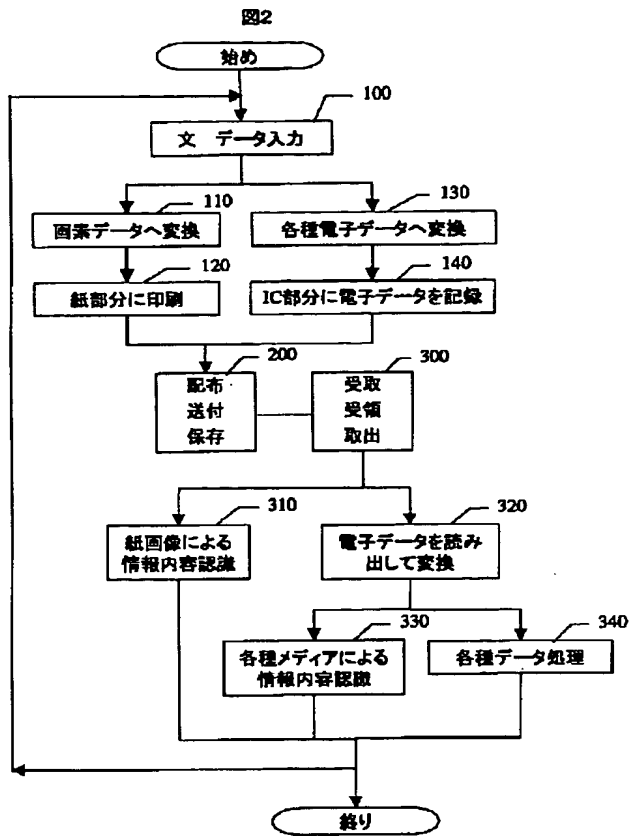 図2
始め
100
文 データ入力
110
130
画素データへ変換
各種電子データへ変換
120
140
紙部分に印刷
IC部分に電子データを記録
200
300
配布
送付
保存
受取
受領
取出
310
320
紙画像による
情報内容認識
電子データを読み
出して変換
330
340
各種メディアによる
情報内容認識
各種データ処理
終り